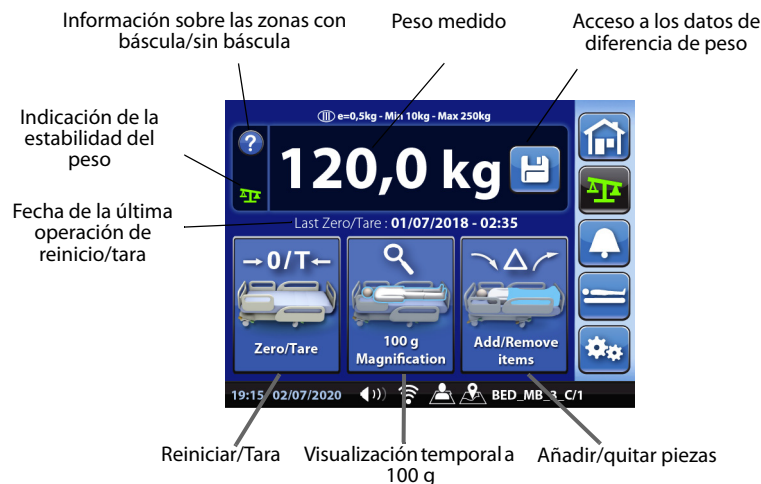 Información sobre las zonas con
báscula/sin báscula
Peso medido
Acceso a los datos de
diferencia de peso
Indicación de la
estabilidad del
peso
Fecha de la última
operación de
reinicio/tara
e=0,5kg - Min 10kg - Max 250kg
?
120,0 kg
Last Zero/Tare : 01/07/2018 - 02:35
→0/T←
Zero/Tare
100 g
Magnification
Add/Remove
items
19:15 02/07/2020
BED_MB_3_C/1
Reiniciar/Tara
Visualización temporal a
100 g
Añadir/quitar piezas